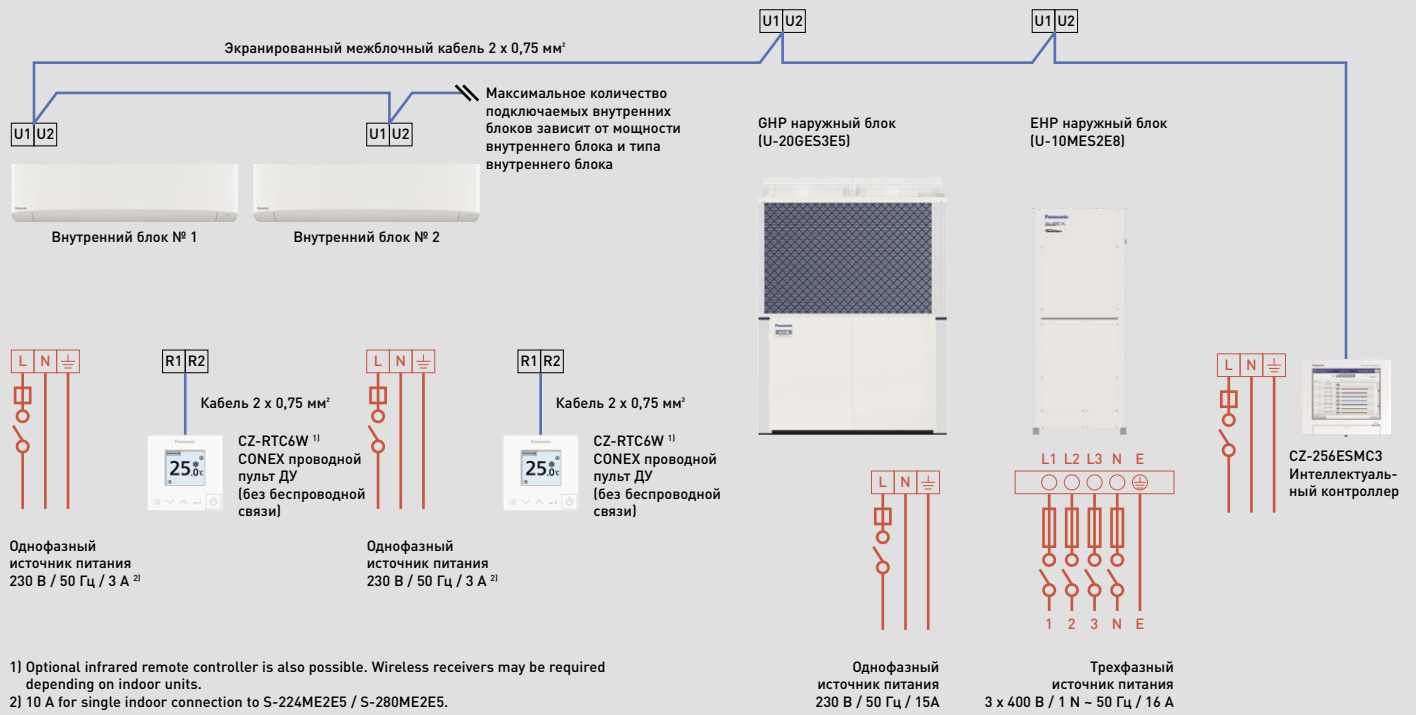 U1 U2
U1 U2
Экранированный межблочный кабель 2 x 0,75 мм²
U1 U2
U1 U2
Максимальное количество
подключаемых внутренних
блоков зависит от мощности
внутреннего блока и типа
внутреннего блока
GHP наружный блок
(U-20GES3E5)
EHP наружный блок
(U-10MES2E8)
Внутренний блок № 1
Внутренний блок № 2
Panasonic
Panasonic
L N
R1 R2
L N
R1 R2
L N
Кабель 2 x 0,75 мм²
Кабель 2 x 0,75 мм²
Panasonic
25.0℃
CZ-RTC6W ¹⁾
CONEX проводной
пульт ДУ
(без беспроводной
связи)
Panasonic
25.0℃
CZ-RTC6W ¹⁾
CONEX проводной
пульт ДУ
(без беспроводной
связи)
CZ-256ESMC3
Интеллектуаль-
ный контроллер
L N
L1 L2 L3 N E
1 2 3 N E
Однофазный
источник питания
230 В / 50 Гц / 3 А ²⁾
Однофазный
источник питания
230 В / 50 Гц / 3 А ²⁾
Однофазный
источник питания
230 В / 50 Гц / 15А
Трехфазный
источник питания
3 x 400 В / 1 N ~ 50 Гц / 16 А
1) Optional infrared remote controller is also possible. Wireless receivers may be required
depending on indoor units.
2) 10 A for single indoor connection to S-224ME2E5 / S-280ME2E5.